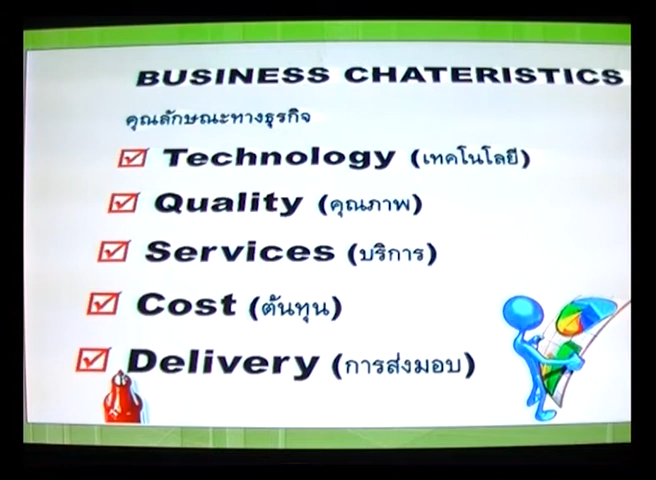 BUSINESS CHATERISTICS
คุณลักษณะทางธุรกิจ
Technology (เทคโนโลยี)
Quality (คุณภาพ)
Services (บริการ)
Cost (ต้นทุน)
Delivery (การส่งมอบ)